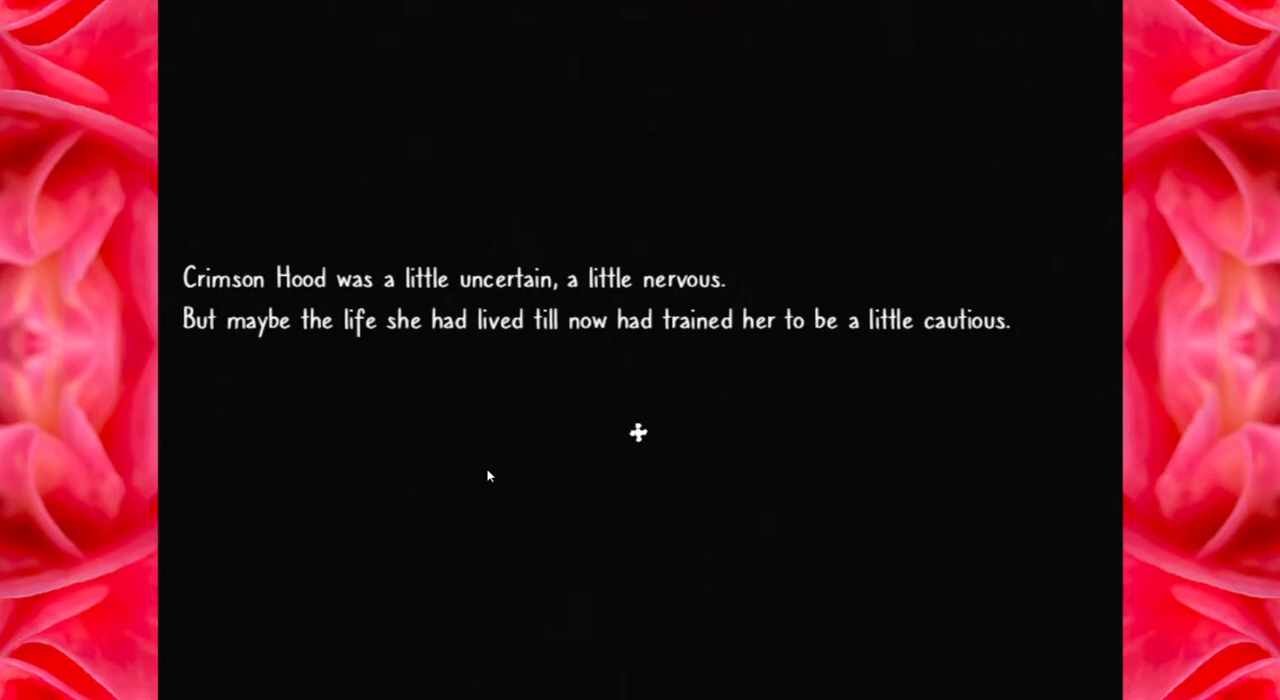 Crimson Hood was a little uncertain, a little nervous.
But maybe the life she had lived till now had trained her to be a little cautious.